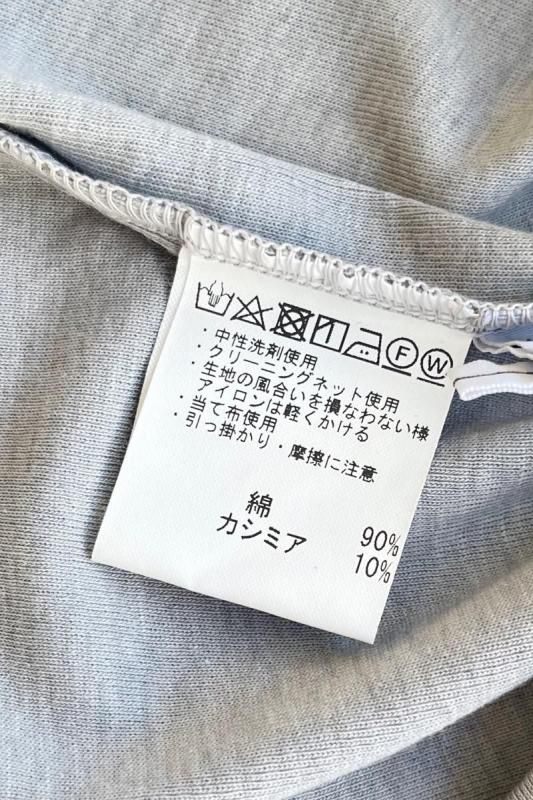 F W
・中性洗剤使用
・クリーニングネット使用
・生地の風合いを損なわない様
アイロンは軽くかける
・当て布使用
・引っ掛かり・摩擦に注意
綿 90%
カシミア 10%